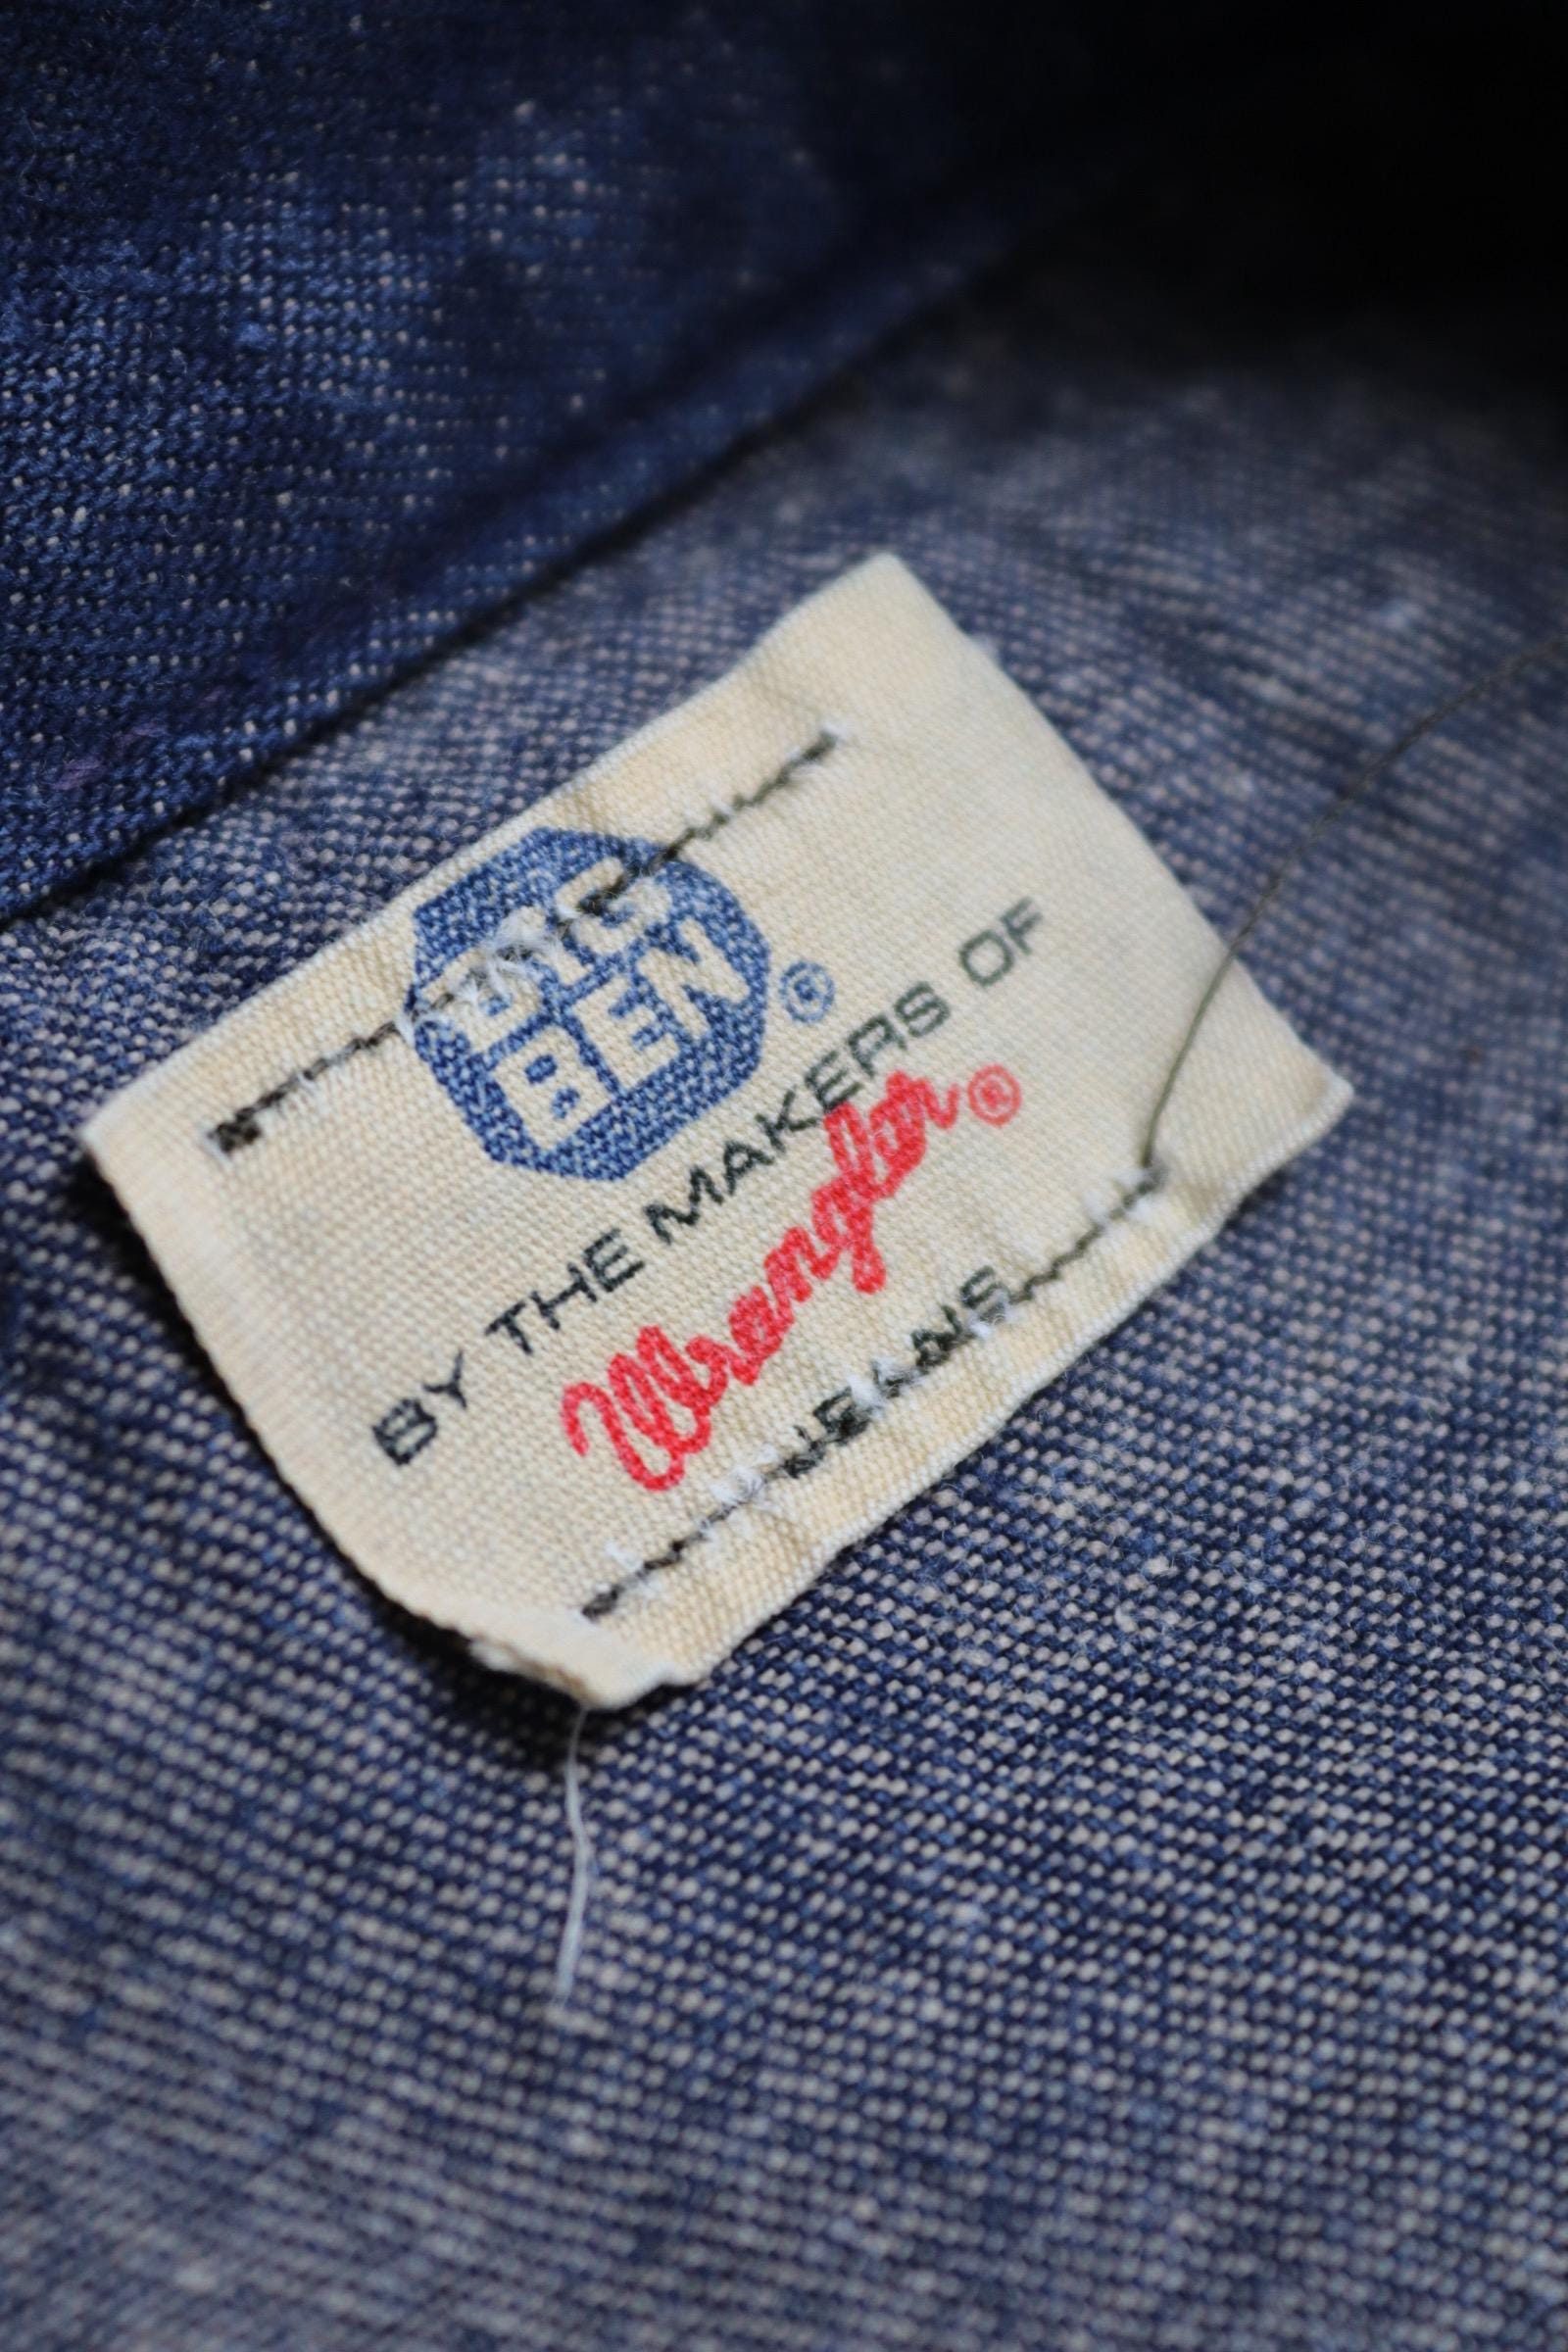 BIG
BEN ®
BY THE MAKERS OF
Wrangler ®
JEANS